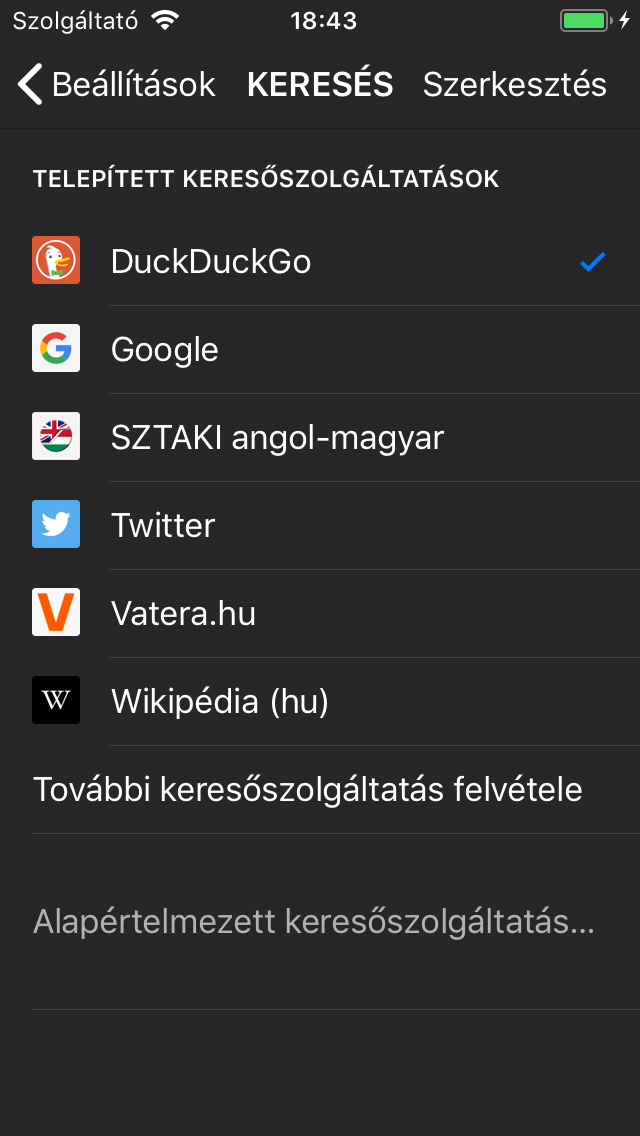 Szolgáltató 18:43
Beállítások KERESÉS Szerkesztés
TELEPÍTETT KERESŐSZOLGÁLTATÁSOK
DuckDuckGo
Google
SZTAKI angol-magyar
Twitter
Vatera.hu
Wikipédia (hu)
További keresőszolgáltatás felvétele
Alapértelmezett keresőszolgáltatás...